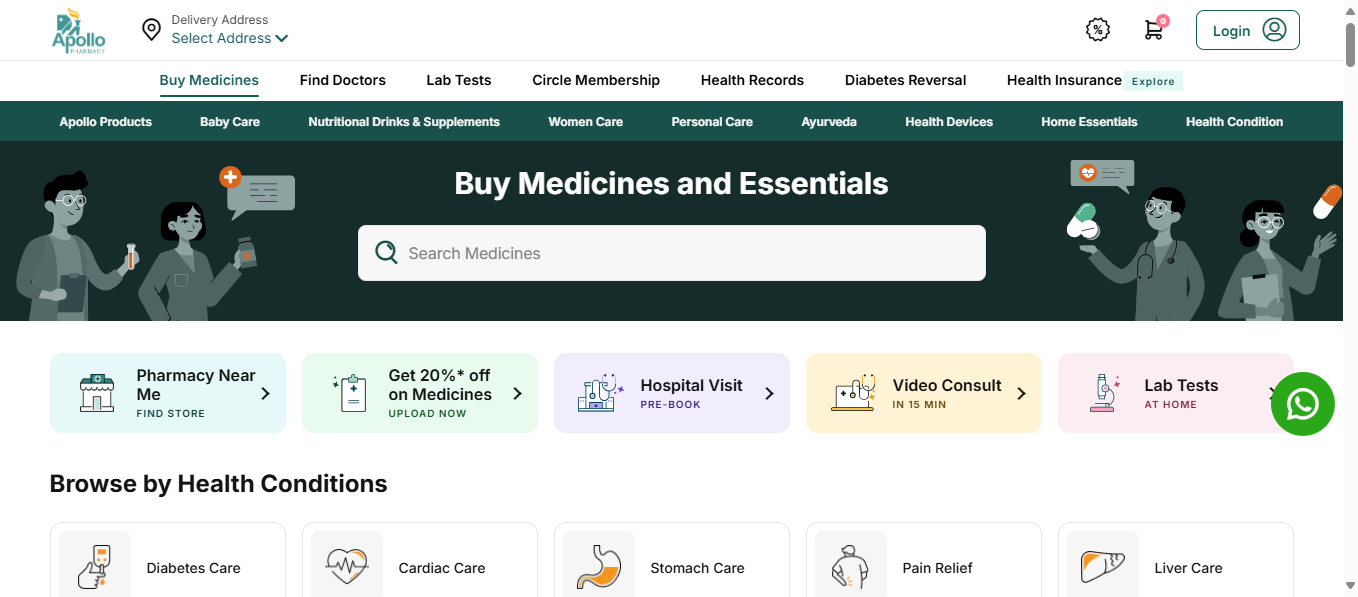 Apollo
PHARMACY
Delivery Address
Select Address
%
0
Login
Buy Medicines
Find Doctors
Lab Tests
Circle Membership
Health Records
Diabetes Reversal
Health Insurance
Explore
Apollo Products
Baby Care
Nutritional Drinks & Supplements
Women Care
Personal Care
Ayurveda
Health Devices
Home Essentials
Health Condition
Buy Medicines and Essentials
Search Medicines
Pharmacy Near
Me
FIND STORE
Get 20%* off
on Medicines
UPLOAD NOW
Hospital Visit
PRE-BOOK
Video Consult
IN 15 MIN
Lab Tests
AT HOME
Browse by Health Conditions
Diabetes Care
Cardiac Care
Stomach Care
Pain Relief
Liver Care